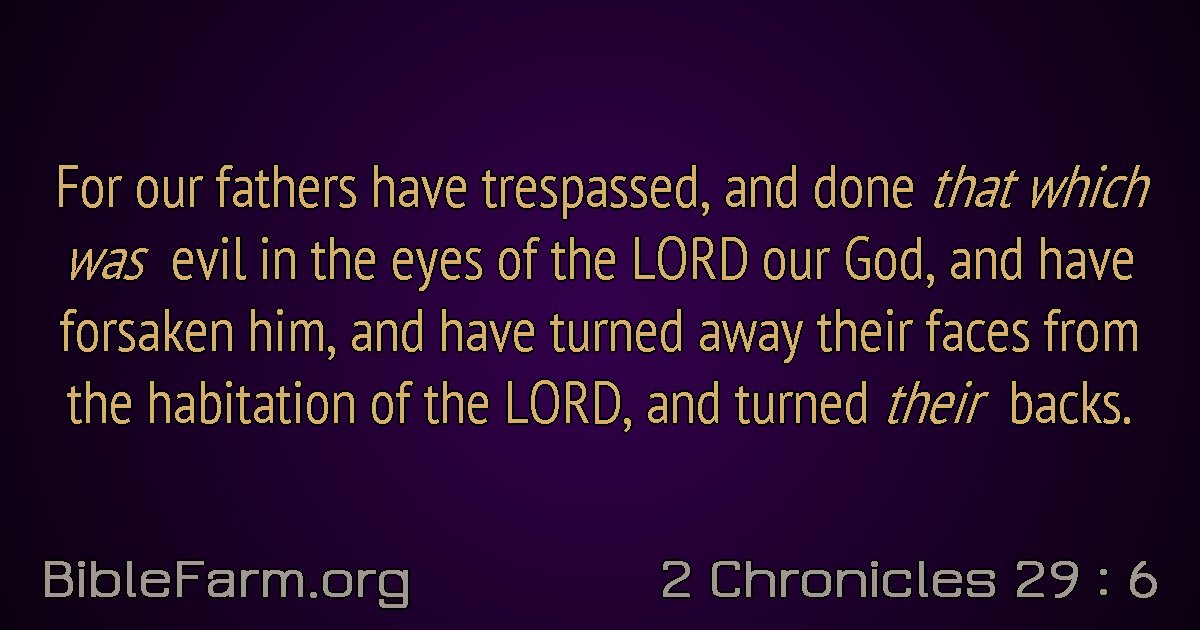 For our fathers have trespassed, and done that which
was evil in the eyes of the LORD our God, and have
forsaken him, and have turned away their faces from
the habitation of the LORD, and turned their backs.
BibleFarm.org
2 Chronicles 29 : 6